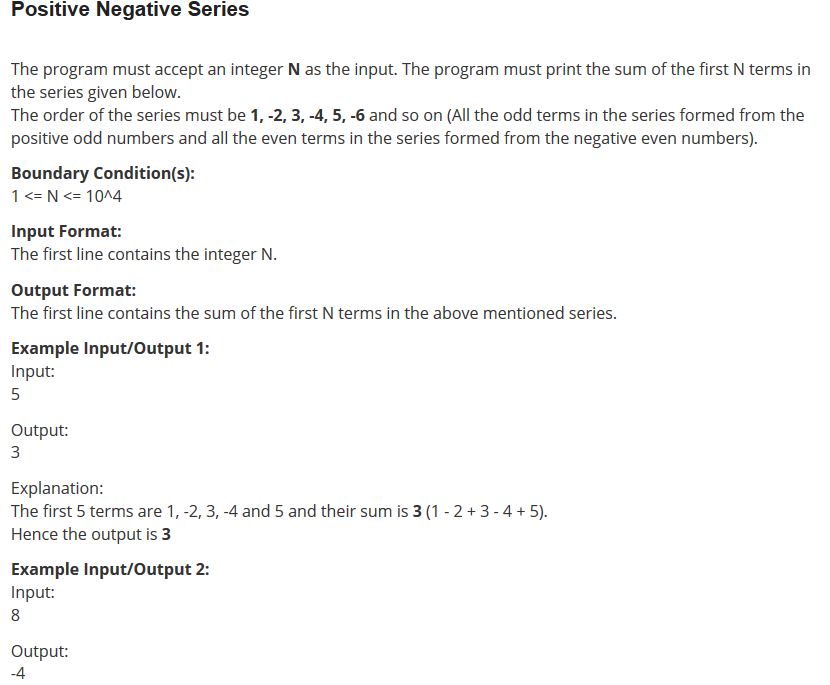 Positive Negative Series
The program must accept an integer N as the input. The program must print the sum of the first N terms in
the series given below.
The order of the series must be 1, -2, 3, -4, 5, -6 and so on (All the odd terms in the series formed from the
positive odd numbers and all the even terms in the series formed from the negative even numbers).
Boundary Condition(s):
1 <= N <= 10^4
Input Format:
The first line contains the integer N.
Output Format:
The first line contains the sum of the first N terms in the above mentioned series.
Example Input/Output 1:
Input:
5
Output:
3
Explanation:
The first 5 terms are 1, -2, 3, -4 and 5 and their sum is 3 (1 - 2 + 3 - 4 + 5).
Hence the output is 3
Example Input/Output 2:
Input:
8
Output:
-4